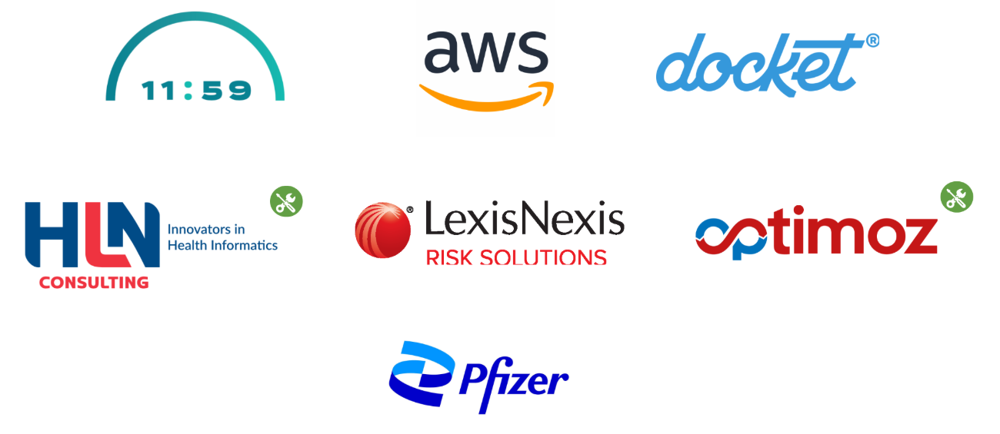 11:59
aws
docket®
HLN
Innovators in
Health Informatics
CONSULTING
® LexisNexis
RISK SOLUTIONS
optimoz
Pfizer